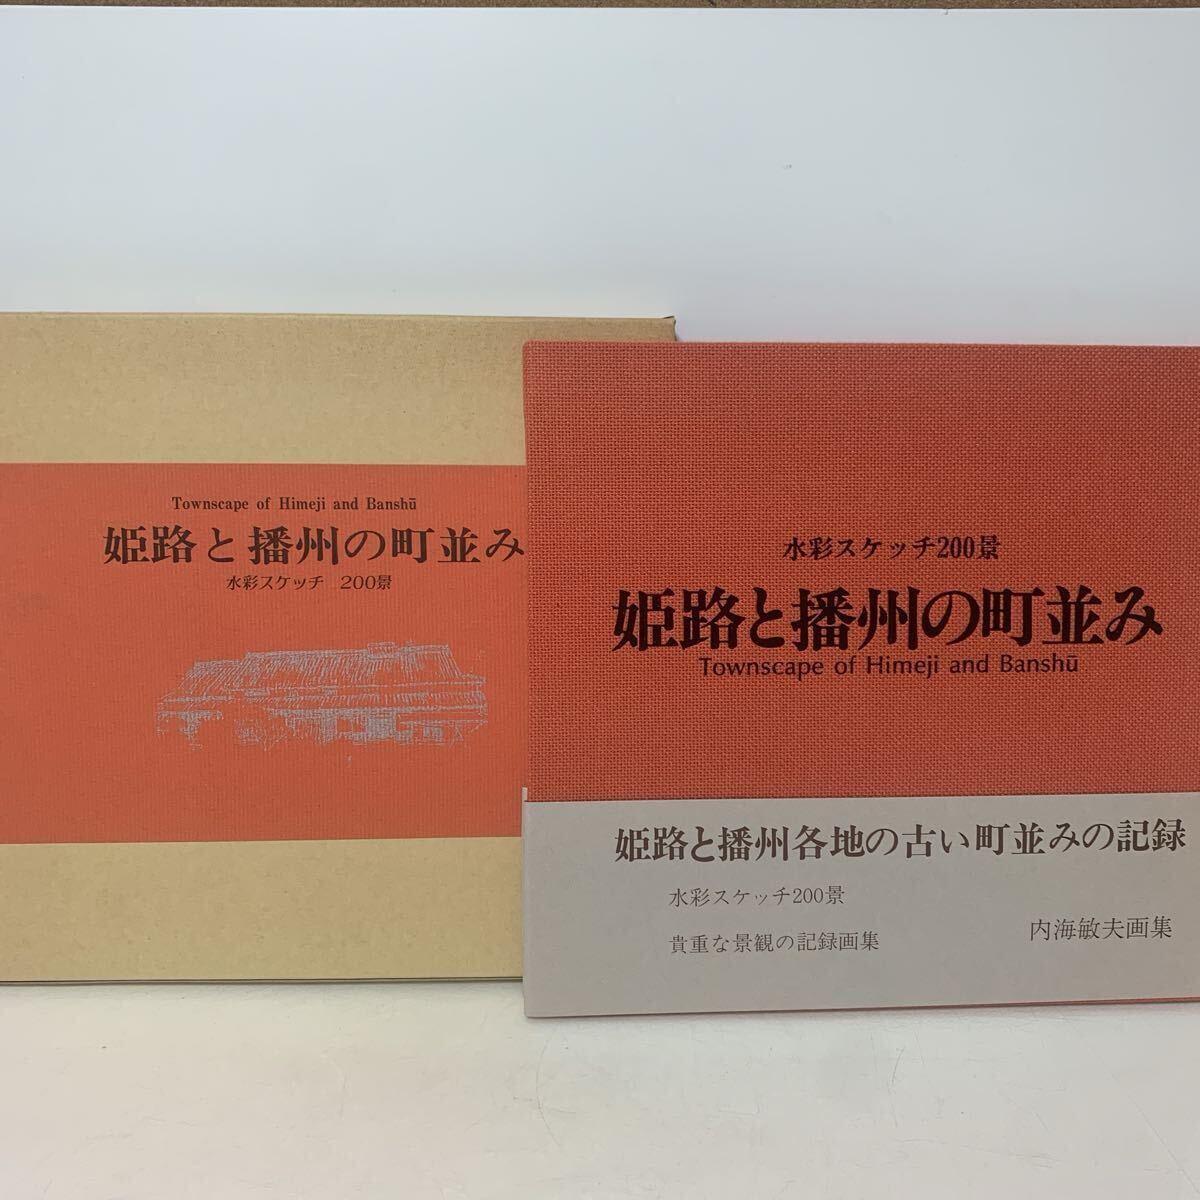 Townscape of Himeji and Banshū
姫路と播州の町並み
水彩スケッチ 200景
水彩スケッチ200景
姫路と播州の町並み
Townscape of Himeji and Banshū
姫路と播州各地の古い町並みの記録
水彩スケッチ200景
貴重な景観の記録画集
内海敏夫画集